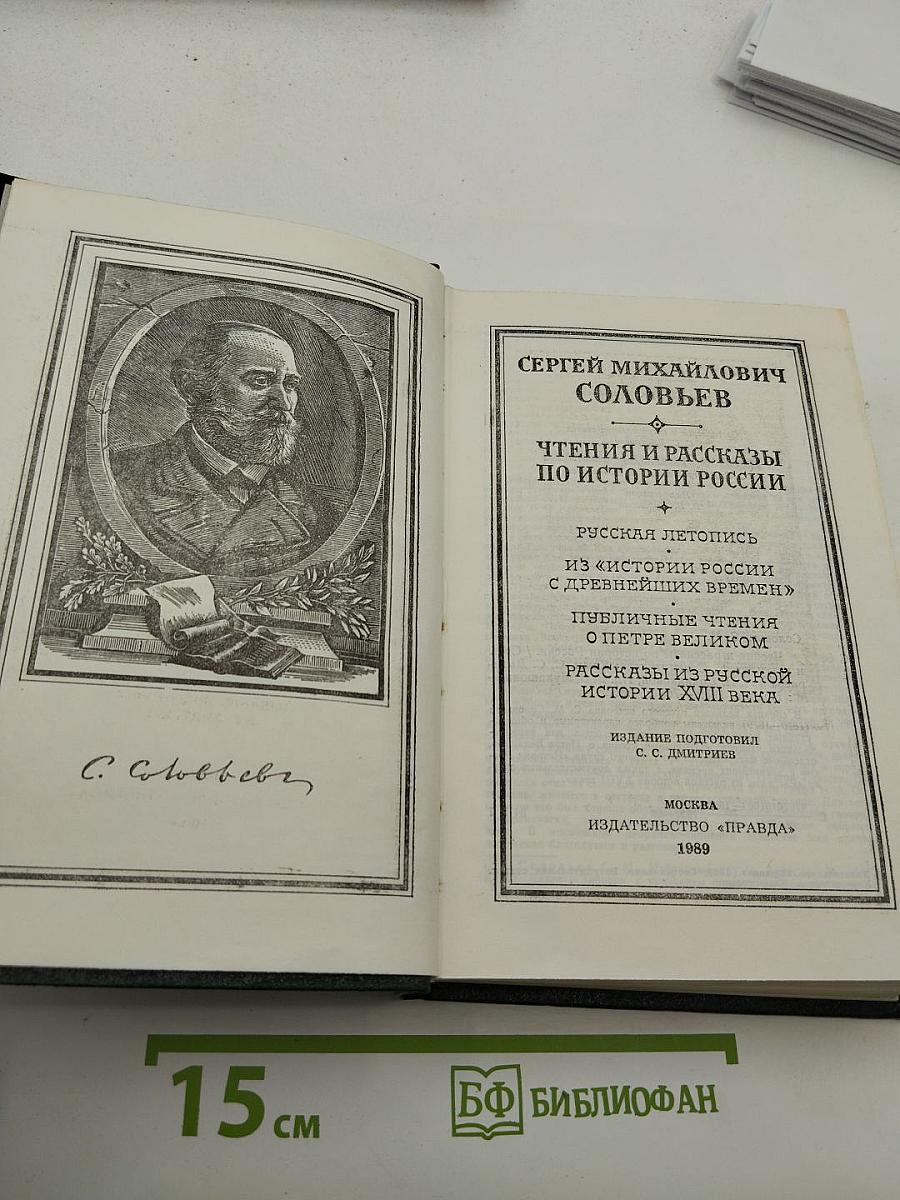 С. Соловьев
СЕРГЕЙ МИХАЙЛОВИЧ
СОЛОВЬЕВ
ЧТЕНИЯ И РАССКАЗЫ
ПО ИСТОРИИ РОССИИ
РУССКАЯ ЛЕТОПИСЬ
ИЗ «ИСТОРИИ РОССИИ
С ДРЕВНЕЙШИХ ВРЕМЕН»
ПУБЛИЧНЫЕ ЧТЕНИЯ
О ПЕТРЕ ВЕЛИКОМ
РАССКАЗЫ ИЗ РУССКОЙ
ИСТОРИИ XVIII ВЕКА
ИЗДАНИЕ ПОДГОТОВИЛ
С. С. ДМИТРИЕВ
МОСКВА
ИЗДАТЕЛЬСТВО «ПРАВДА»
1989
15 см
БФ БИБЛИОФАН